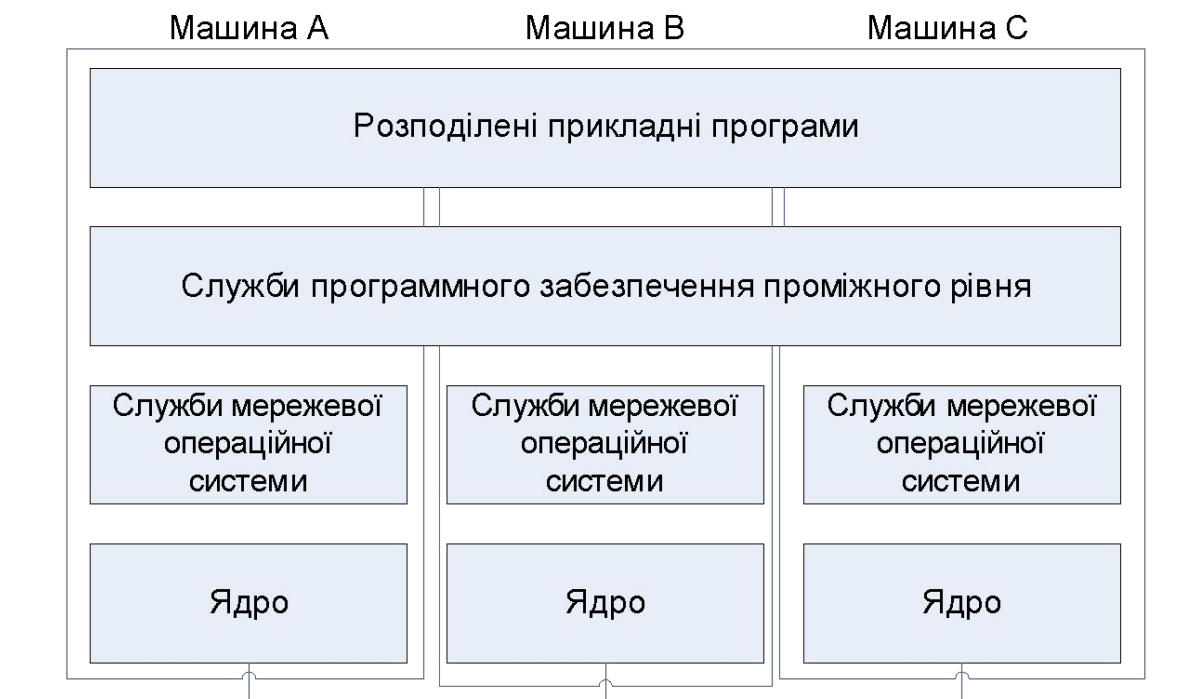 Машина А
Машина В
Машина С
Розподілені прикладні програми
Служби программного забезпечення проміжного рівня
Служби мережевої
операційної
системи
Служби мережевої
операційної
системи
Служби мережевої
операційної
системи
Ядро
Ядро
Ядро